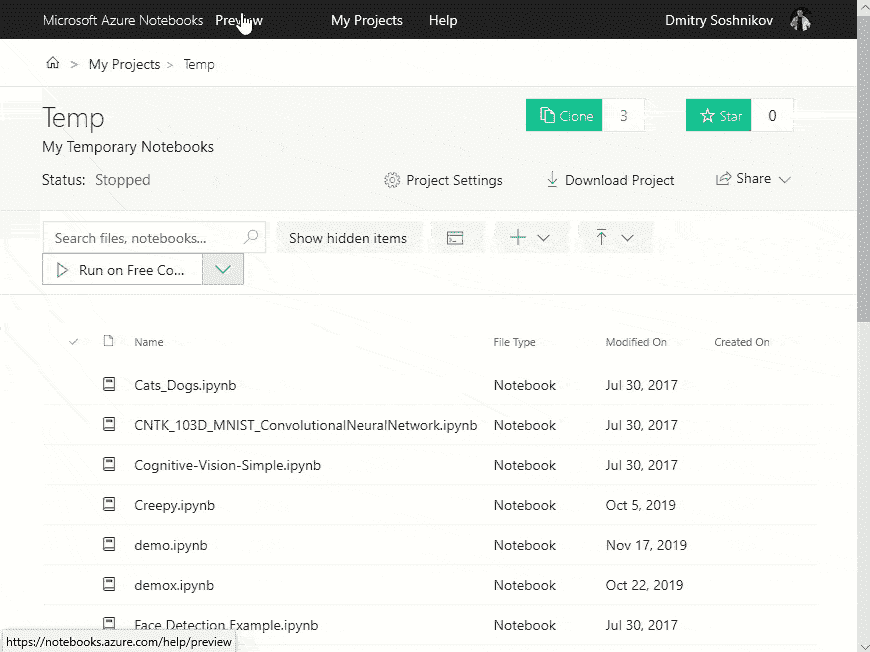 Microsoft Azure Notebooks Preview My Projects Help Dmitry Soshnikov
> My Projects > Temp
Temp
Clone 3 Star 0
My Temporary Notebooks
Status: Stopped Project Settings Download Project Share
Search files, notebooks... Show hidden items
Run on Free Co...
Name File Type Modified On Created On
Cats_Dogs.ipynb Notebook Jul 30, 2017
CNTK_103D_MNIST_ConvolutionalNeuralNetwork.ipynb Notebook Jul 30, 2017
Cognitive-Vision-Simple.ipynb Notebook Jul 30, 2017
Creepy.ipynb Notebook Oct 5, 2019
demo.ipynb Notebook Nov 17, 2019
demox.ipynb Notebook Oct 22, 2019
Face Detection Example.ipynb Notebook Jul 30, 2017
https://notebooks.azure.com/help/preview